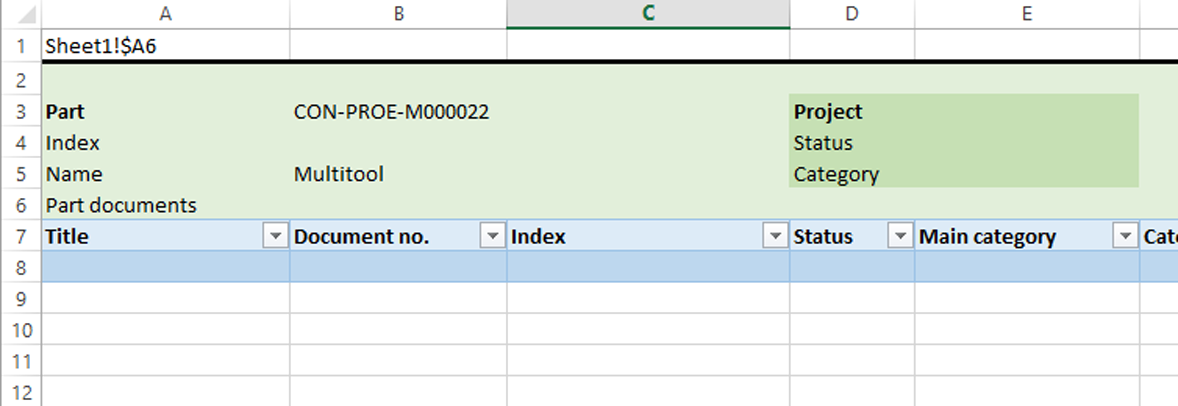 A B C D E
1 Sheet1!$A6
2
3 Part CON-PROE-M000022 Project
4 Index Status
5 Name Multitool Category
6 Part documents
7 Title Document no. Index Status Main category Cat
8
9
10
11
12